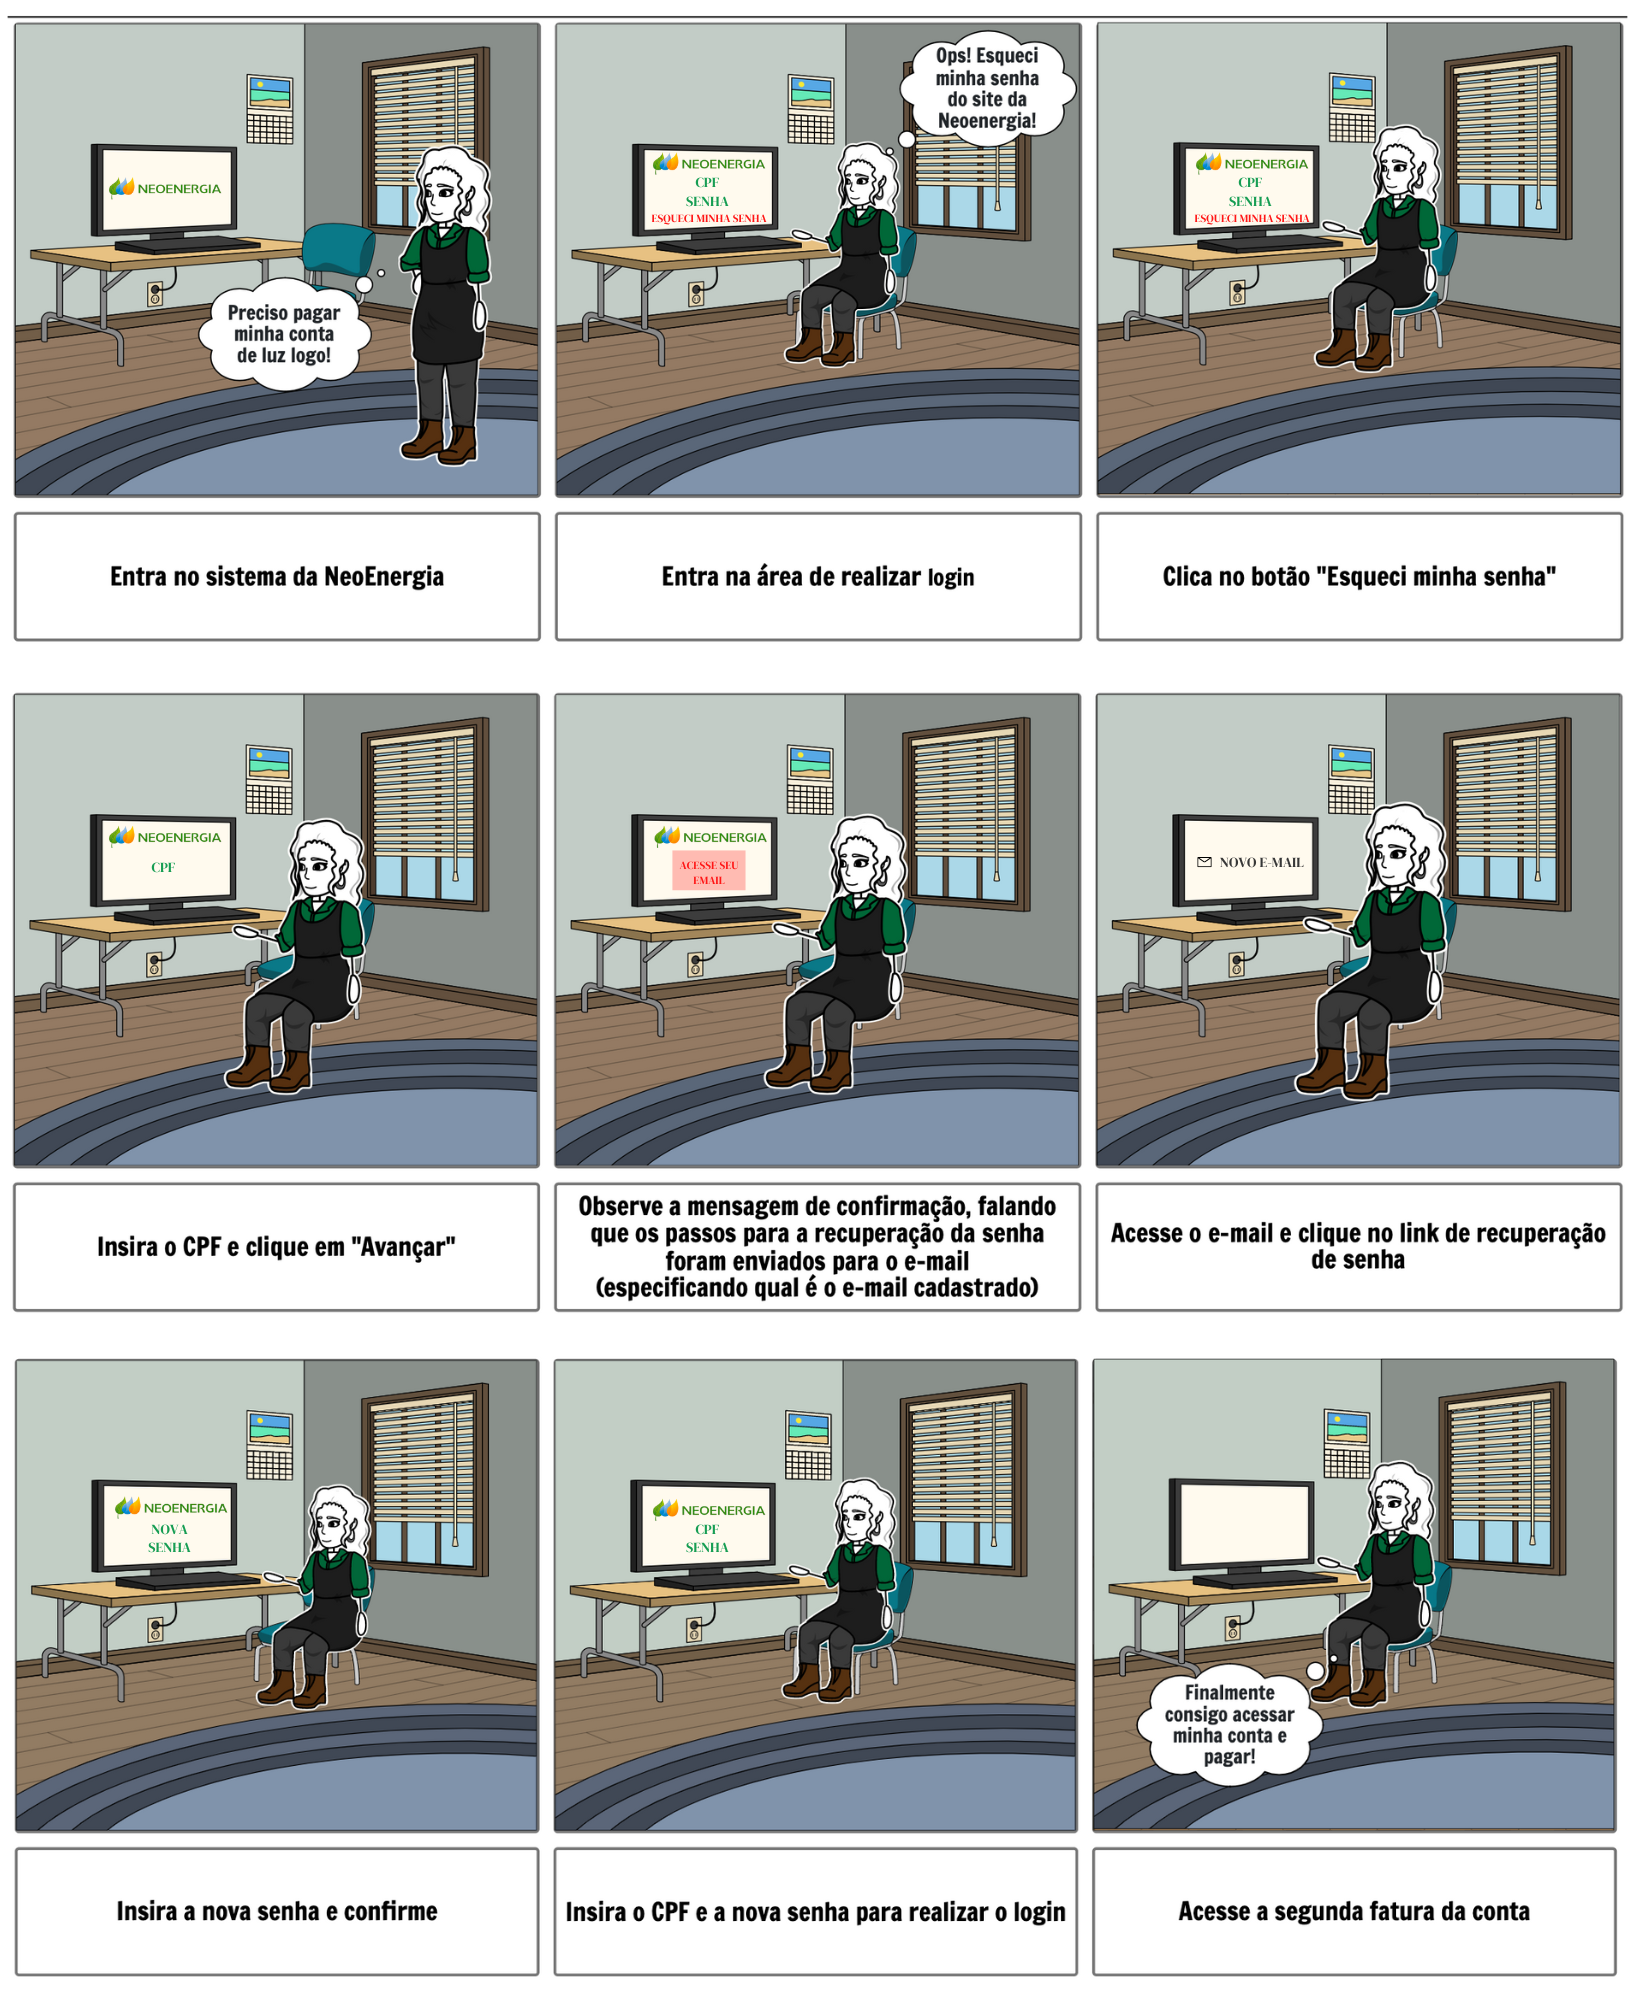 NEOENERGIA
Preciso pagar
minha conta
de luz logo!
Ops! Esqueci
minha senha
do site da
Neoenergia!
NEOENERGIA
CPF
SENHA
ESQUECI MINHA SENHA
NEOENERGIA
CPF
SENHA
ESQUECI MINHA SENHA
Entra no sistema da NeoEnergia
Entra na área de realizar login
Clica no botão "Esqueci minha senha"
NEOENERGIA
CPF
NEOENERGIA
ACESSE SEU
EMAIL
NOVO E-MAIL
Insira o CPF e clique em "Avançar"
Observe a mensagem de confirmação, falando
que os passos para a recuperação da senha
foram enviados para o e-mail
(especificando qual é o e-mail cadastrado)
Acesse o e-mail e clique no link de recuperação
de senha
NEOENERGIA
NOVA
SENHA
NEOENERGIA
CPF
SENHA
Finalmente
consigo acessar
minha conta e
pagar!
Insira a nova senha e confirme
Insira o CPF e a nova senha para realizar o login
Acesse a segunda fatura da conta